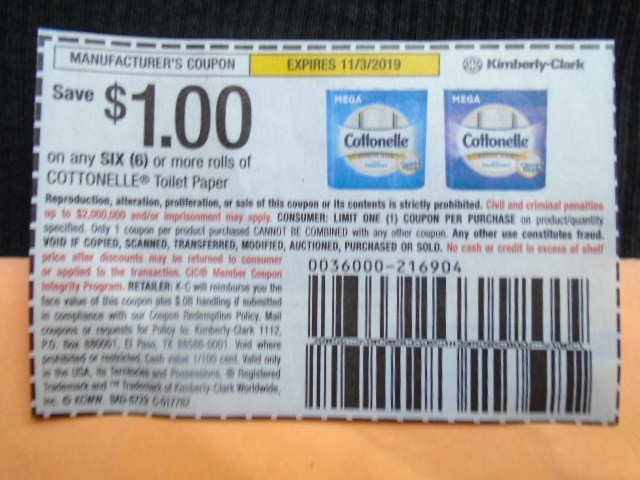 MANUFACTURER'S COUPON EXPIRES 11/3/2019 Kimberly-Clark
Save $1.00
on any SIX (6) or more rolls of
COTTONELLE® Toilet Paper
MEGA MEGA
Cottonelle Cottonelle
Reproduction, alteration, proliferation, or sale of this coupon or its contents is strictly prohibited. Civil and criminal penalties
up to $2,000,000 and/or imprisonment may apply. CONSUMER: LIMIT ONE (1) COUPON PER PURCHASE on product/quantity
specified. Only 1 coupon per product purchased CANNOT BE COMBINED with any other coupon. Any other use constitutes fraud.
VOID IF COPIED, SCANNED, TRANSFERRED, MODIFIED, AUCTIONED, PURCHASED OR SOLD. No cash or credit in excess of shelf
price after discounts may be returned to consumer
or applied to the transaction. CIC® Member Coupon
Integrity Program. RETAILER: K-C will reimburse you the
face value of this coupon plus $.08 handling if submitted
in compliance with our Coupon Redemption Policy. Mail
coupons or requests for Policy to: Kimberly-Clark 1112,
P.O. Box 880001, El Paso, TX 88588-0001. Void where
prohibited or restricted. Cash value 1/100 cent. Valid only
in the USA, its Territories and Possessions. ® Registered
Trademark and ™ Trademark of Kimberly-Clark Worldwide,
Inc. © KCWW.
0036000-216904